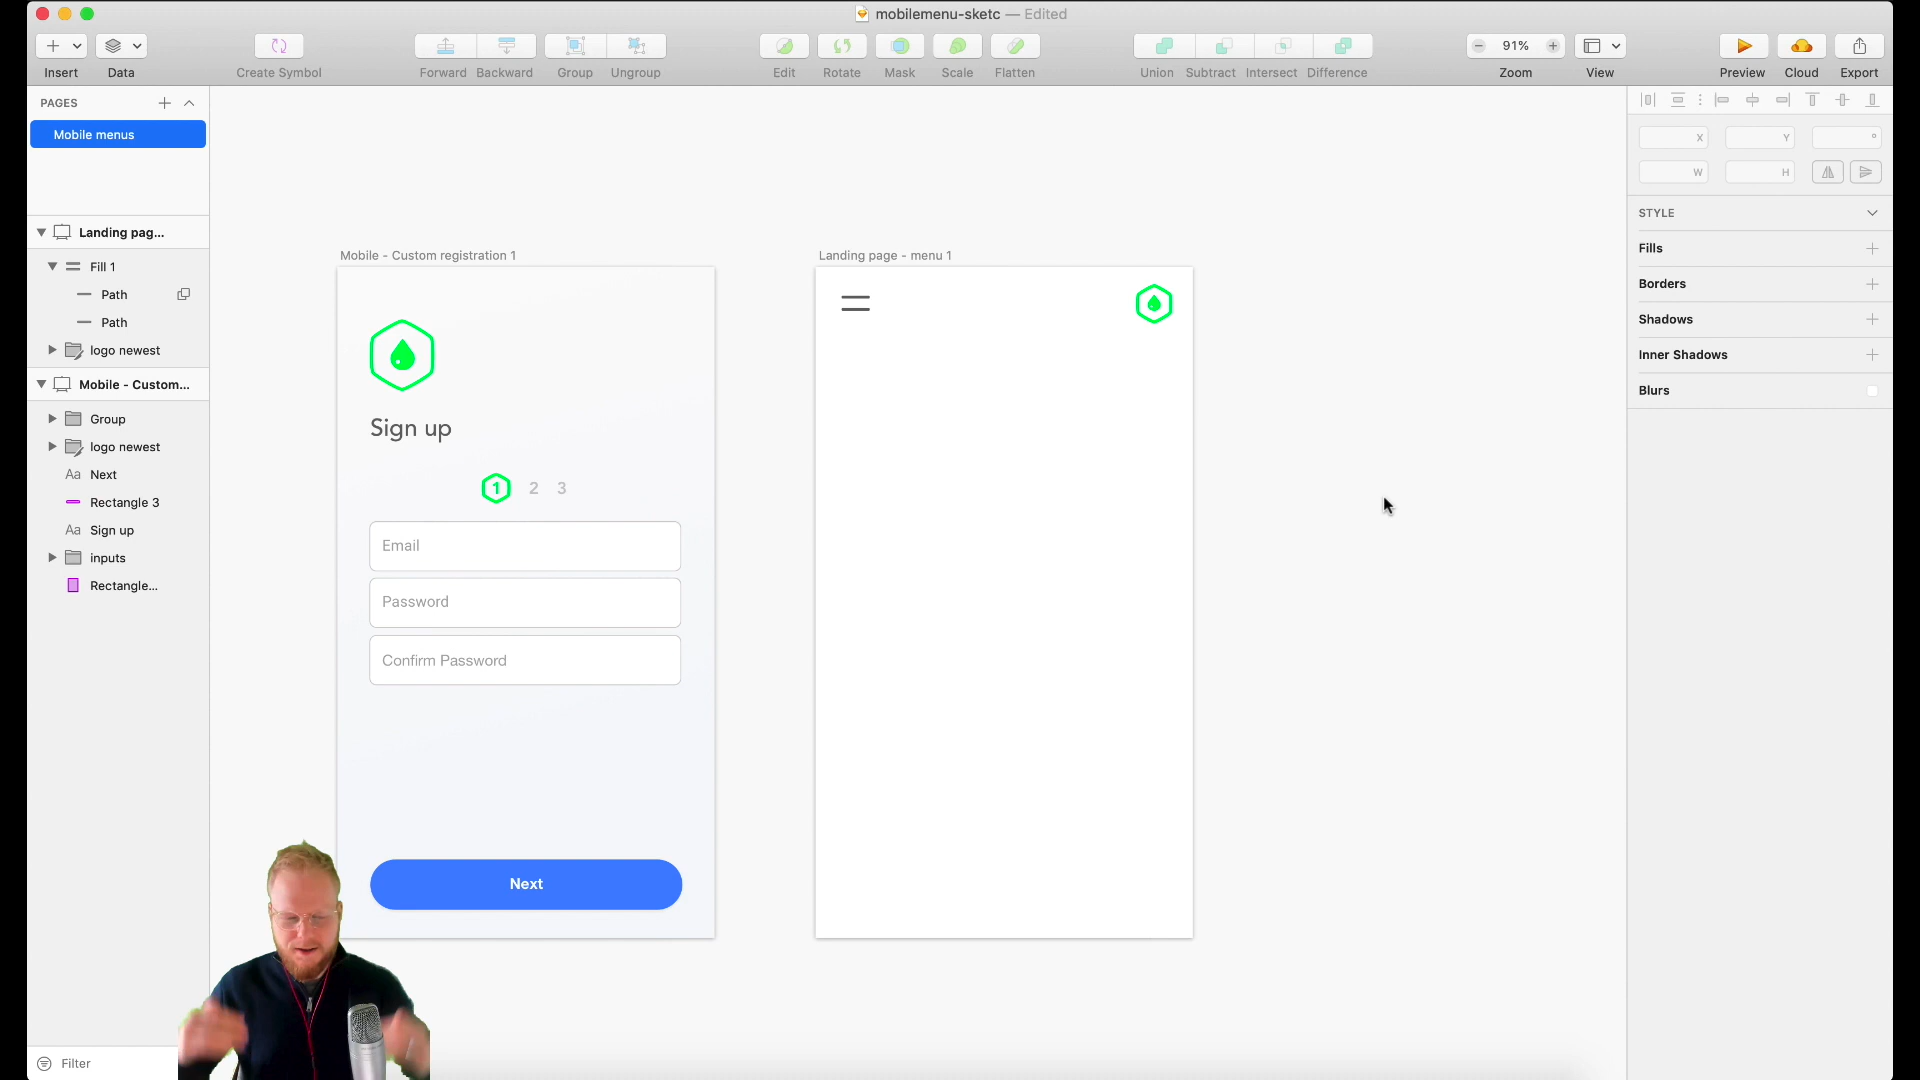 mobilemenu-sketc — Edited
Insert
Data
Create Symbol
Forward
Backward
Group
Ungroup
Edit
Rotate
Mask
Scale
Flatten
Union
Subtract
Intersect
Difference
91%
Zoom
View
Preview
Cloud
Export
PAGES
Mobile menus
Landing pag...
Fill 1
Path
Path
logo newest
Mobile - Custom...
Group
logo newest
Aa Next
Rectangle 3
Aa Sign up
inputs
Rectangle...
Filter
Mobile - Custom registration 1
Sign up
1 2 3
Email
Password
Confirm Password
Next
Landing page - menu 1
X Y °
W H
STYLE
Fills
Borders
Shadows
Inner Shadows
Blurs